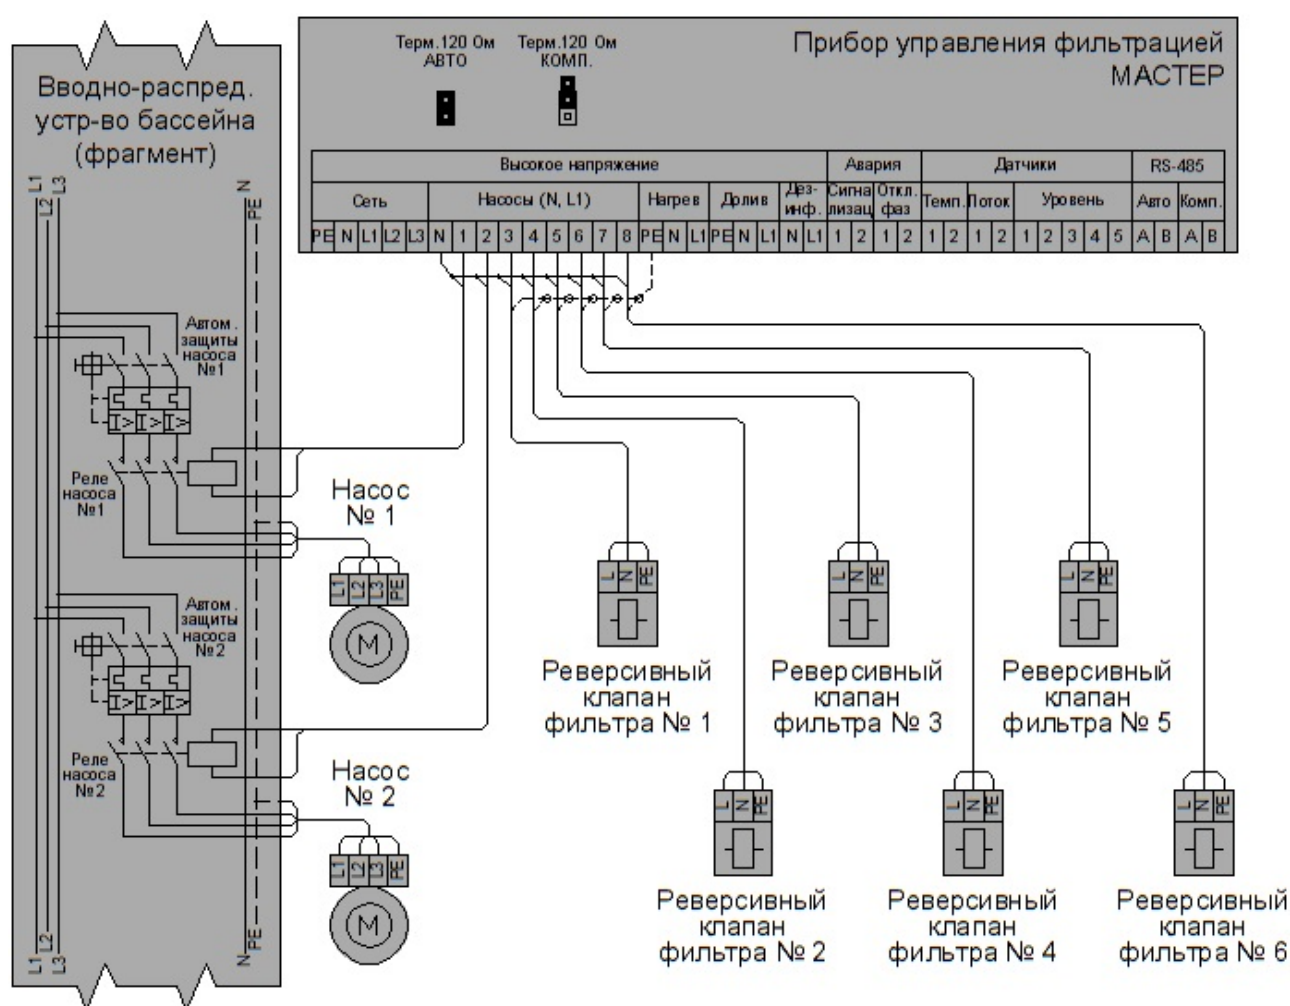 Вводно-распред.
устр-во бассейна
(фрагмент)
L1
L2
L3
N
PE
Терм.120 Ом
АВТО
Терм.120 Ом
КОМП.
Прибор управления фильтрацией
МАСТЕР
Высокое напряжение
Авария
Датчики
RS-485
Сеть
Насосы (N, L1)
Нагрев
Долив
Дез-
инф.
Сигна
лизац
Откл.
фаз
Темп.
Поток
Уровень
Авто
Комп.
PE N L1 L2 L3 N 1 2 3 4 5 6 7 8 PE N L1 PE N L1 N L1 1 2 1 2 1 2 1 2 1 2 3 4 5 A B A B
Автом.
защиты
насоса
№1
I> I> I>
Реле
насоса
№1
Насос
№ 1
L1 L2 L3 PE
M
Автом.
защиты
насоса
№2
I> I> I>
Реле
насоса
№2
Насос
№ 2
L1 L2 L3 PE
M
L1
L2
L3
N
PE
L N PE
Реверсивный
клапан
фильтра № 1
L N PE
Реверсивный
клапан
фильтра № 3
L N PE
Реверсивный
клапан
фильтра № 5
L N PE
Реверсивный
клапан
фильтра № 2
L N PE
Реверсивный
клапан
фильтра № 4
L N PE
Реверсивный
клапан
фильтра № 6